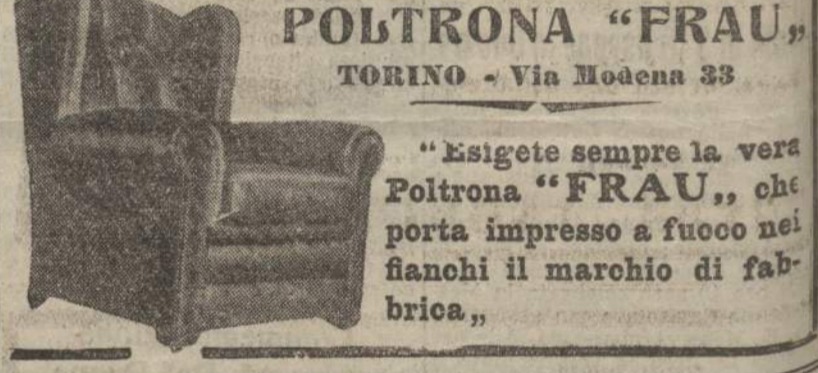 POLTRONA “FRAU„
TORINO - Via Modena 33
“Esigete sempre la vera
Poltrona “FRAU„ che
porta impresso a fuoco nei
fianchi il marchio di fab-
brica„